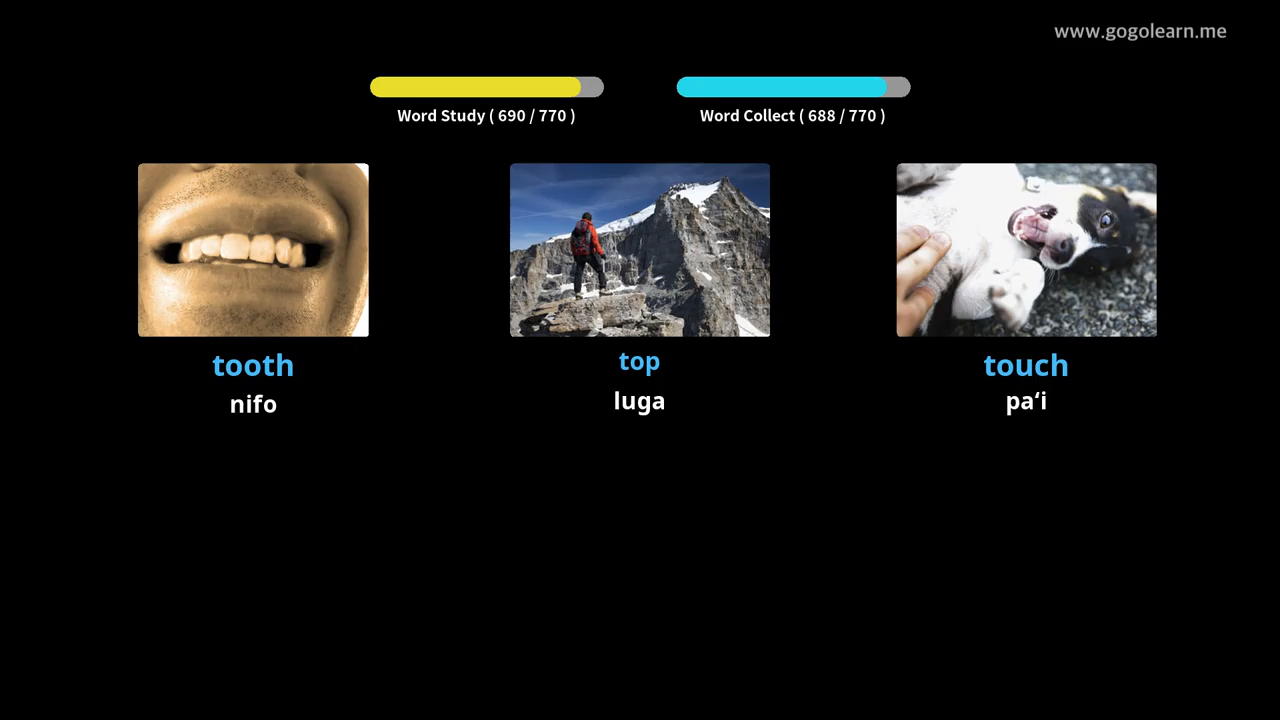 www.gogolearn.me
Word Study ( 690 / 770 )
Word Collect ( 688 / 770 )
tooth
nifo
top
luga
touch
pa‘i